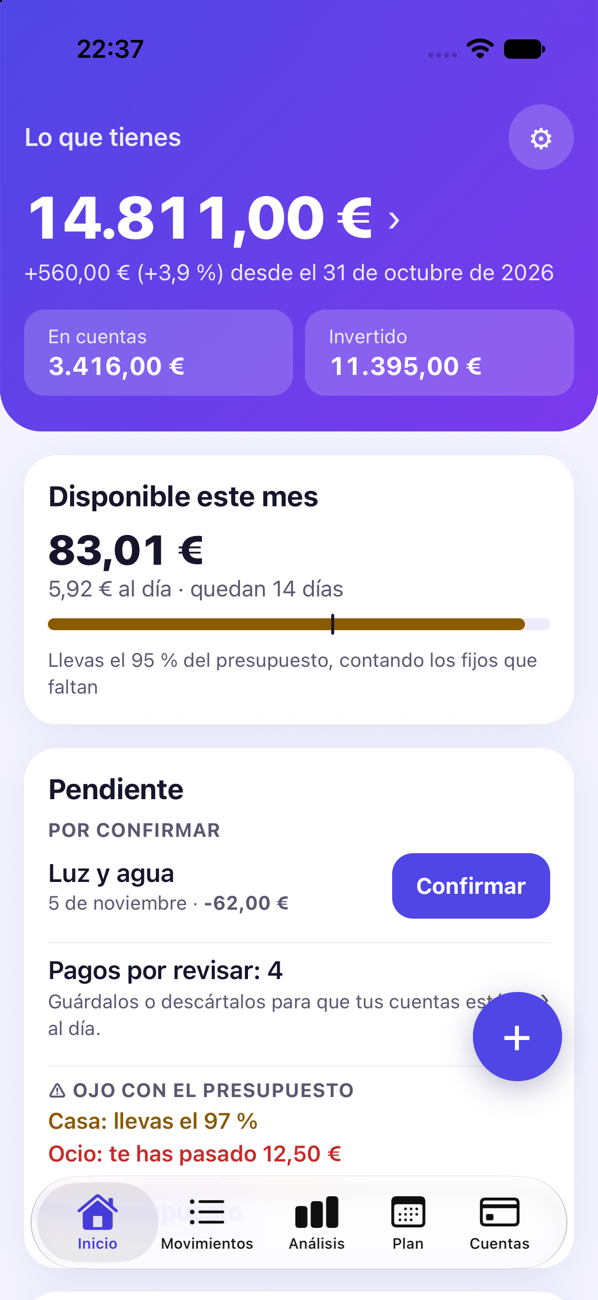 22:37
Lo que tienes
14.811,00 € ›
+560,00 € (+3,9 %) desde el 31 de octubre de 2026
En cuentas
3.416,00 €
Invertido
11.395,00 €
Disponible este mes
83,01 €
5,92 € al día · quedan 14 días
Llevas el 95 % del presupuesto, contando los fijos que
faltan
Pendiente
POR CONFIRMAR
Luz y agua
5 de noviembre · -62,00 €
Confirmar
Pagos por revisar: 4
Guárdalos o descártalos para que tus cuentas
al día.
+
⚠ OJO CON EL PRESUPUESTO
Casa: llevas el 97 %
Ocio: te has pasado 12,50 €
Inicio
Movimientos
Análisis
Plan
Cuentas